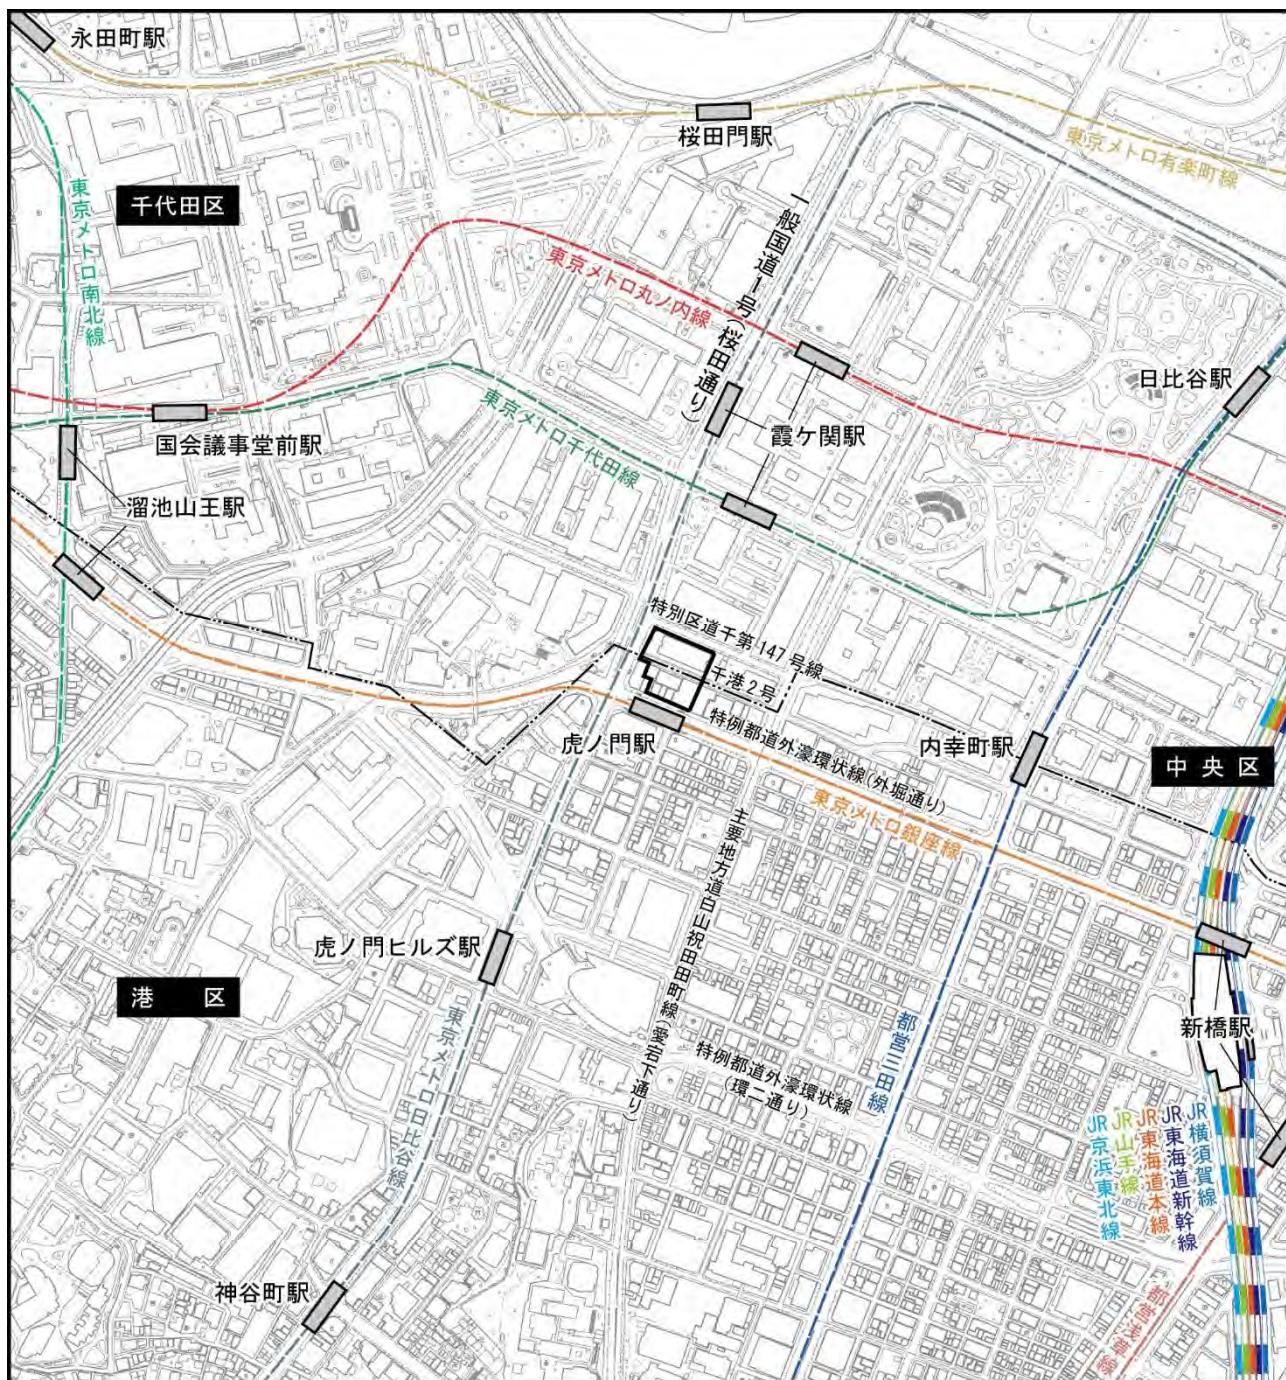 永田町駅
桜田門駅
東京メトロ有楽町線
千代田区
東京メトロ南北線
一般国道1号(桜田通り)
東京メトロ丸ノ内線
日比谷駅
東京メトロ千代田線
霞ケ関駅
国会議事堂前駅
溜池山王駅
特別区道千第147号線
千港2号
特例都道外濠環状線(外堀通り)
虎ノ門駅
内幸町駅
中央区
東京メトロ銀座線
主要地方道白山祝田田町線(愛宕下通り)
虎ノ門ヒルズ駅
港 区
新橋駅
東京メトロ日比谷線
都営三田線
特例都道外濠環状線
(環二通り)
JR京浜東北線
JR山手線
JR東海道本線
JR東海道新幹線
JR横須賀線
神谷町駅
都営浅草線